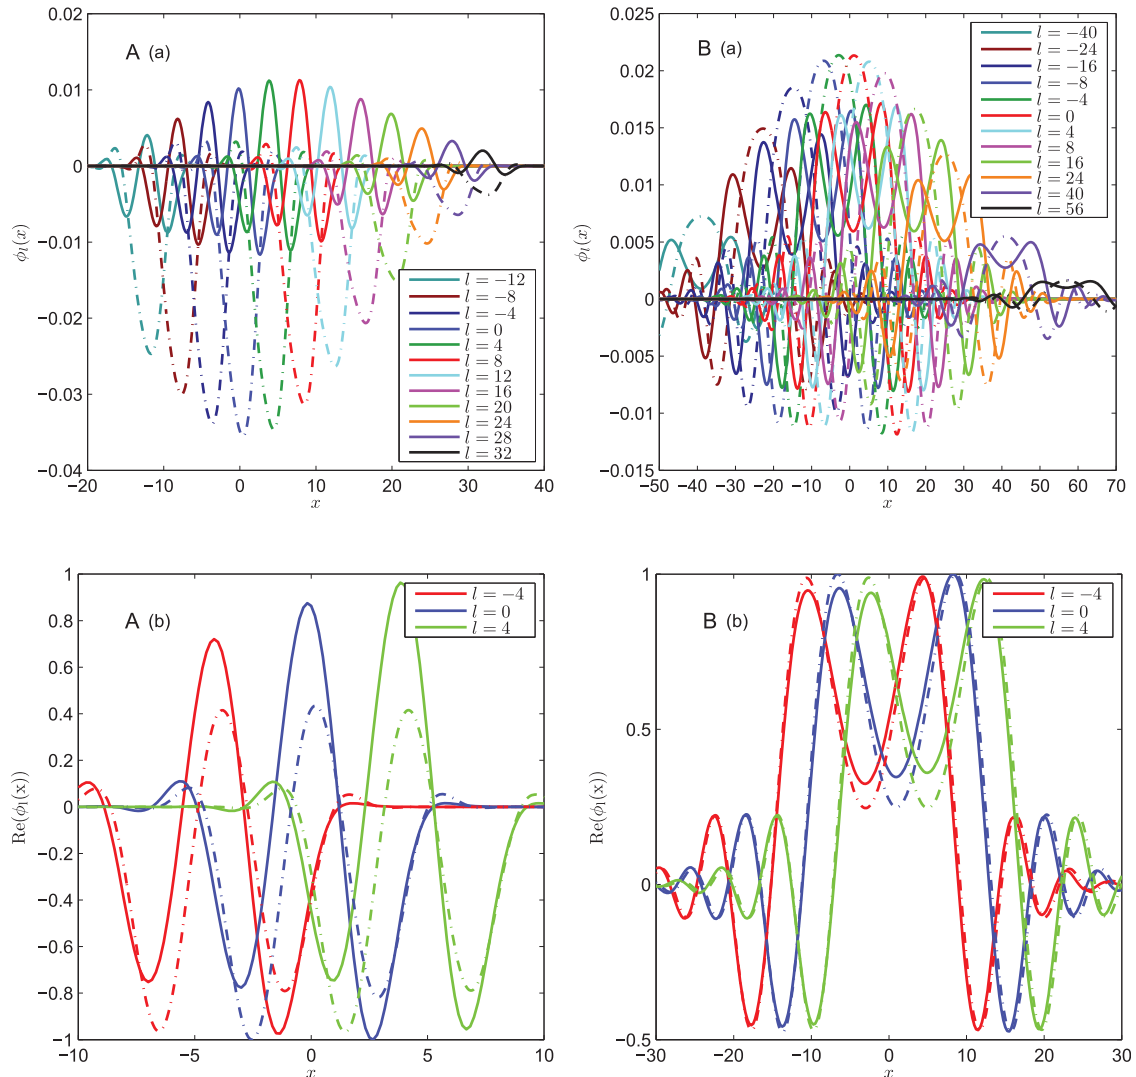 A (a)
0.02
0.01
0
−0.01
−0.02
−0.03
−0.04
−20
−10
0
10
20
30
40
x
ϕl(x)
l = −12
l = −8
l = −4
l = 0
l = 4
l = 8
l = 12
l = 16
l = 20
l = 24
l = 28
l = 32
B (a)
0.025
0.02
0.015
0.01
0.005
0
−0.005
−0.01
−0.015
−50
−40
−30
−20
−10
0
10
20
30
40
50
60
70
x
ϕl(x)
l = −40
l = −24
l = −16
l = −8
l = −4
l = 0
l = 4
l = 8
l = 16
l = 24
l = 40
l = 56
A (b)
1
0.8
0.6
0.4
0.2
0
−0.2
−0.4
−0.6
−0.8
−1
−10
−5
0
5
10
x
Re(ϕl(x))
l = −4
l = 0
l = 4
B (b)
1
0.5
0
−0.5
−30
−20
−10
0
10
20
30
x
Re(ϕl(x))
l = −4
l = 0
l = 4